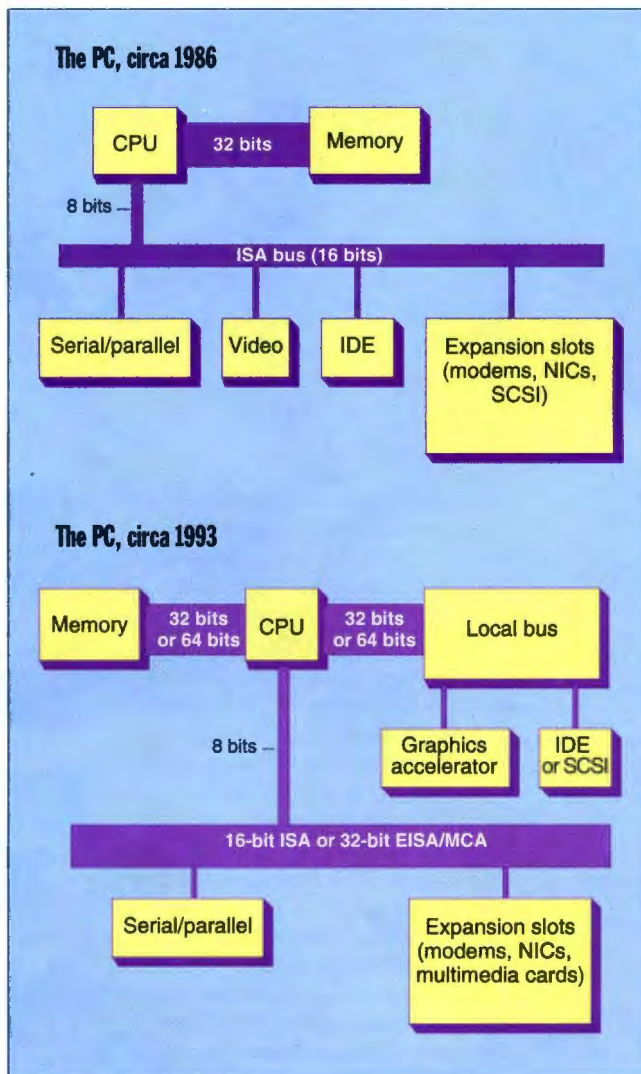 The PC, circa 1986
CPU
32 bits
Memory
8 bits
ISA bus (16 bits)
Serial/parallel
Video
IDE
Expansion slots
(modems, NICs,
SCSI)
The PC, circa 1993
Memory
32 bits
or 64 bits
CPU
32 bits
or 64 bits
Local bus
8 bits
Graphics
accelerator
IDE
or SCSI
16-bit ISA or 32-bit EISA/MCA
Serial/parallel
Expansion slots
(modems, NICs,
multimedia cards)